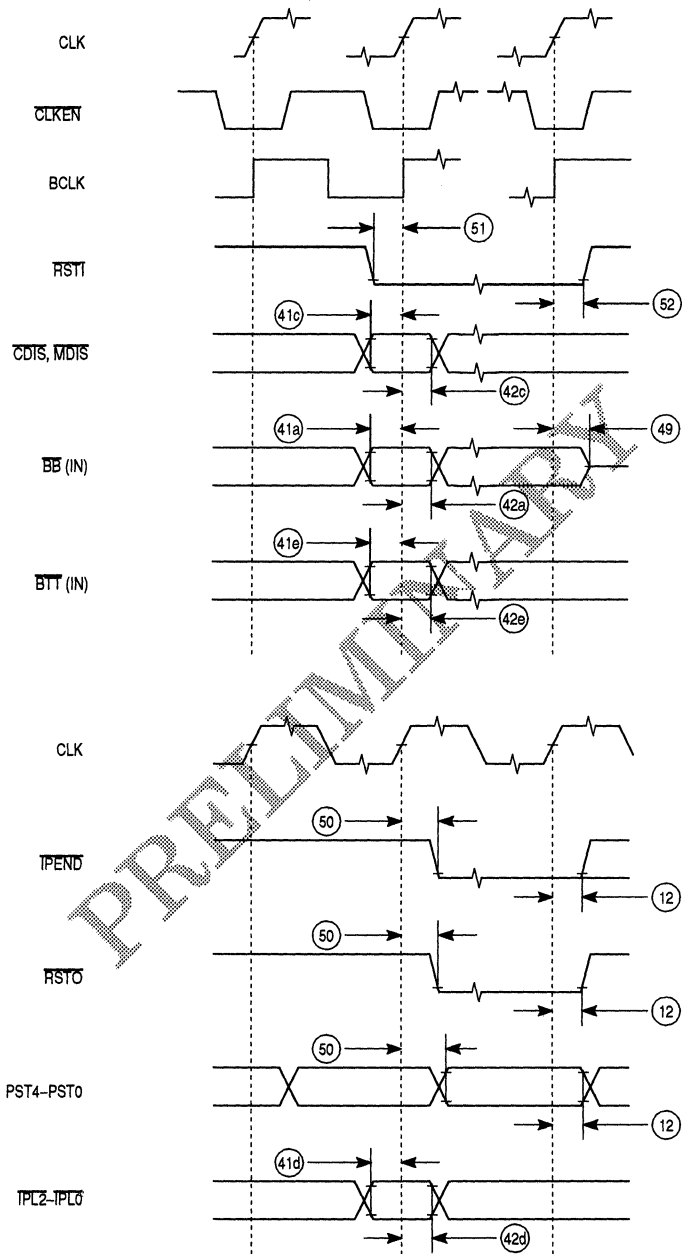 CLK
CLKEN
BCLK
51
RSTI
52
41c
CDIS, MDIS
42c
41a
49
BB (IN)
42a
41e
BTT (IN)
42e
PRELIMINARY
CLK
50
IPEND
12
50
RSTO
12
50
PST4–PST0
12
41d
IPL2–IPL0
42d